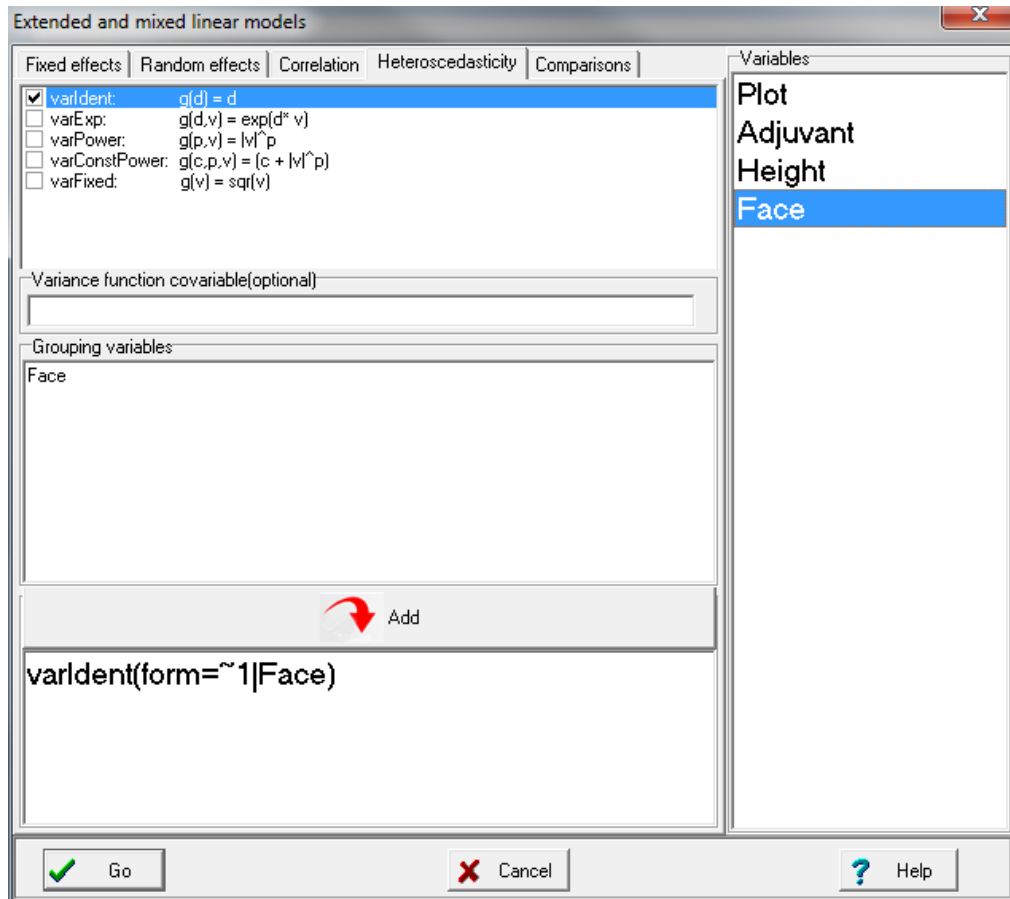 Extended and mixed linear models
x
Fixed effects Random effects Correlation Heteroscedasticity Comparisons
varIdent: g(d) = d
varExp: g(d,v) = exp(d* v)
varPower: g(p,v) = |v|^p
varConstPower: g(c,p,v) = (c + |v|^p)
varFixed: g(v) = sqr(v)
Variance function covariable(optional)
Grouping variables
Face
Add
varIdent(form=~1|Face)
Variables
Plot
Adjuvant
Height
Face
Go
Cancel
? Help